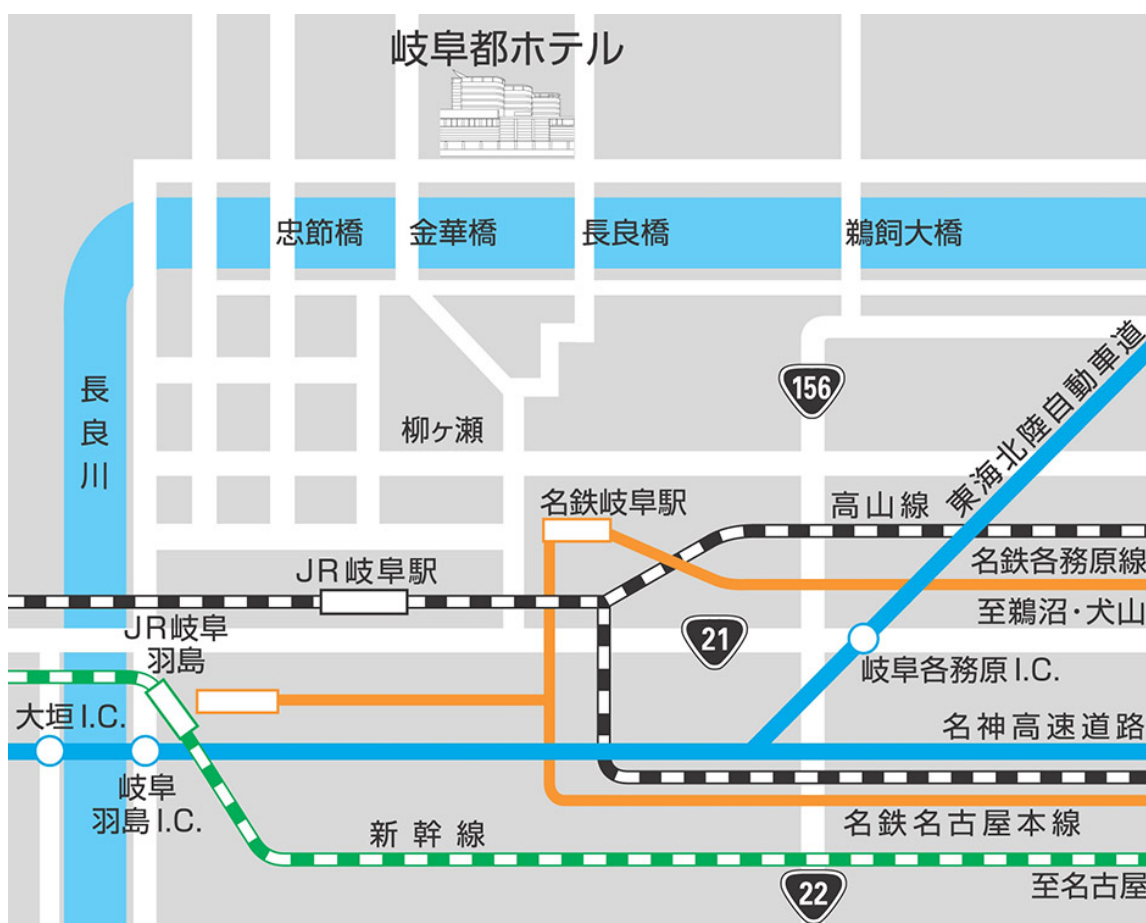 岐阜都ホテル
忠節橋
金華橋
長良橋
鵜飼大橋
長良川
156
東海北陸自動車道
柳ヶ瀬
名鉄岐阜駅
高山線
JR岐阜駅
名鉄各務原線
至鵜沼・犬山
JR岐阜
羽島
21
岐阜各務原I.C.
大垣I.C.
名神高速道路
岐阜
羽島I.C.
新幹線
名鉄名古屋本線
22
至名古屋